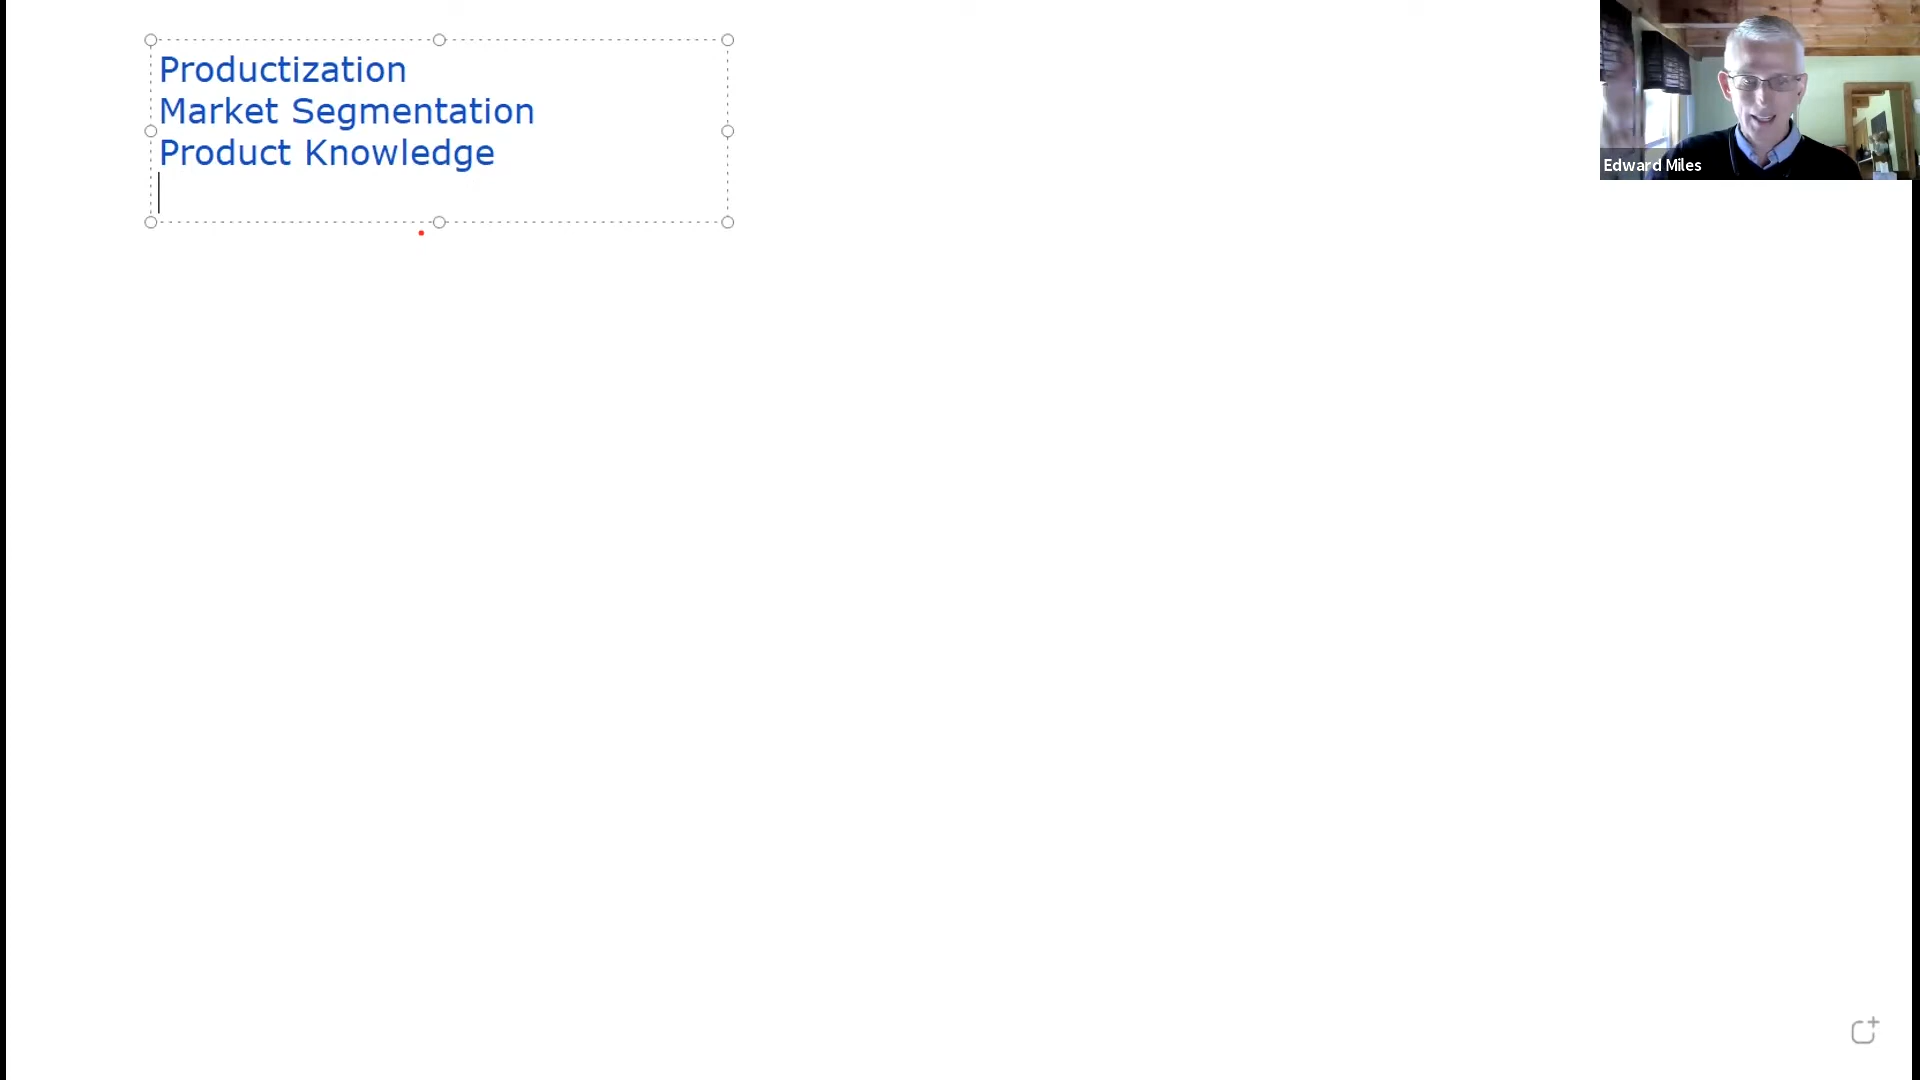 Productization
Market Segmentation
Product Knowledge
Edward Miles